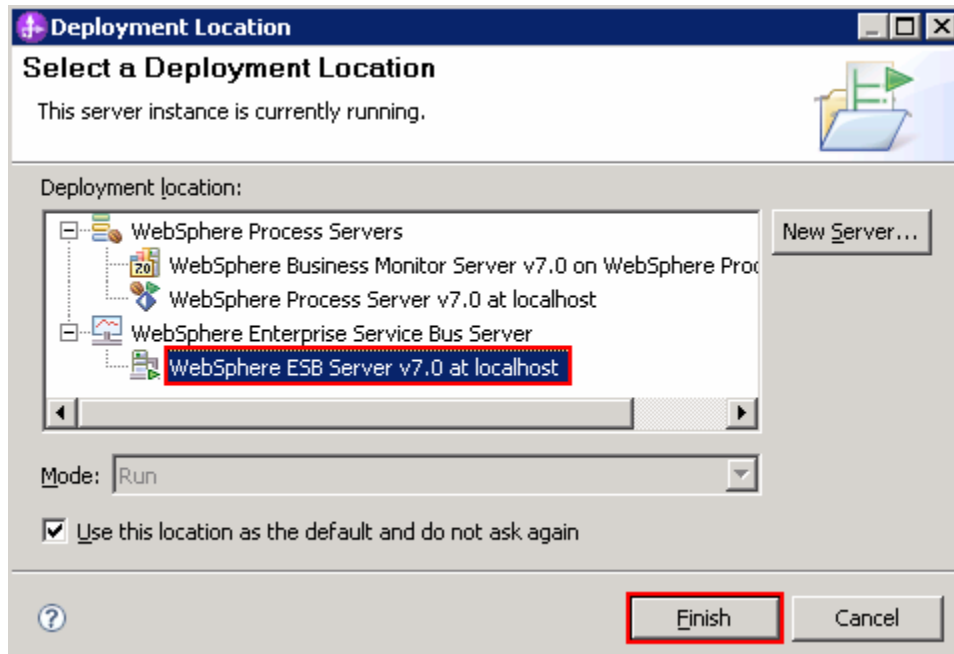 Deployment Location
Select a Deployment Location
This server instance is currently running.
Deployment location:
WebSphere Process Servers
New Server...
7.0
WebSphere Business Monitor Server v7.0 on WebSphere Proc
WebSphere Process Server v7.0 at localhost
WebSphere Enterprise Service Bus Server
WebSphere ESB Server v7.0 at localhost
Mode: Run
Use this location as the default and do not ask again
? Finish Cancel